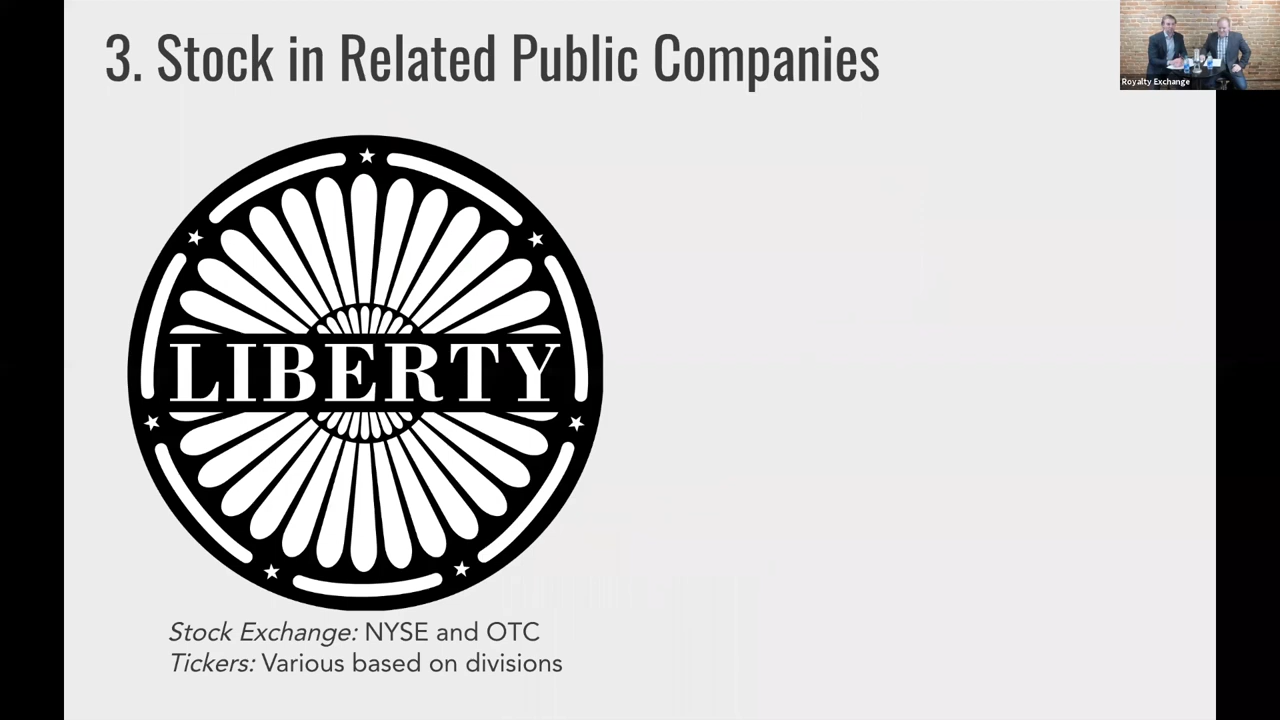 3. Stock in Related Public Companies
Royalty Exchange
LIBERTY
Stock Exchange: NYSE and OTC
Tickers: Various based on divisions